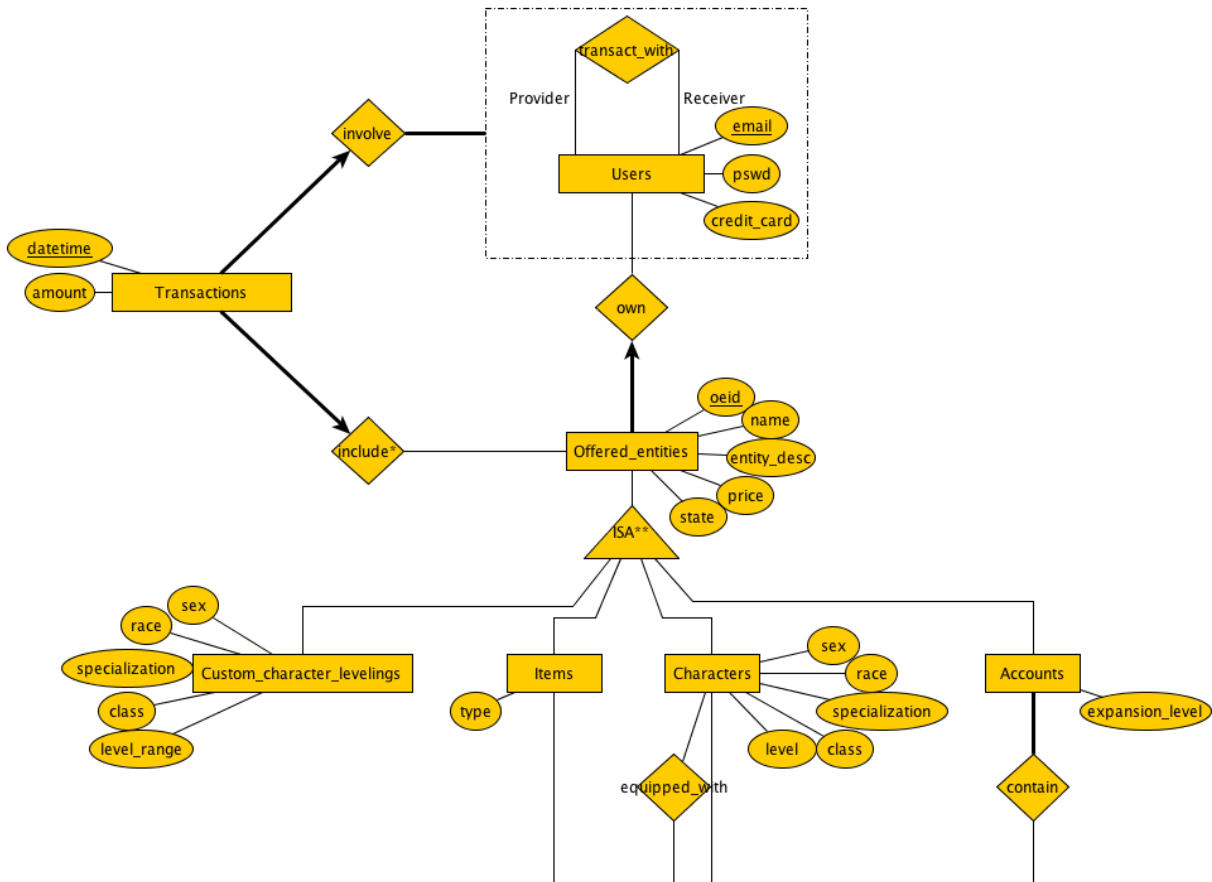 transact_with
Provider
Receiver
involve
email
Users
pswd
credit_card
datetime
amount
Transactions
own
oeid
name
include*
Offered_entities
entity_desc
price
state
ISA**
sex
race
specialization
Custom_character_levelings
class
level_range
Items
type
Characters
sex
race
specialization
level
class
Accounts
expansion_level
equipped_with
contain